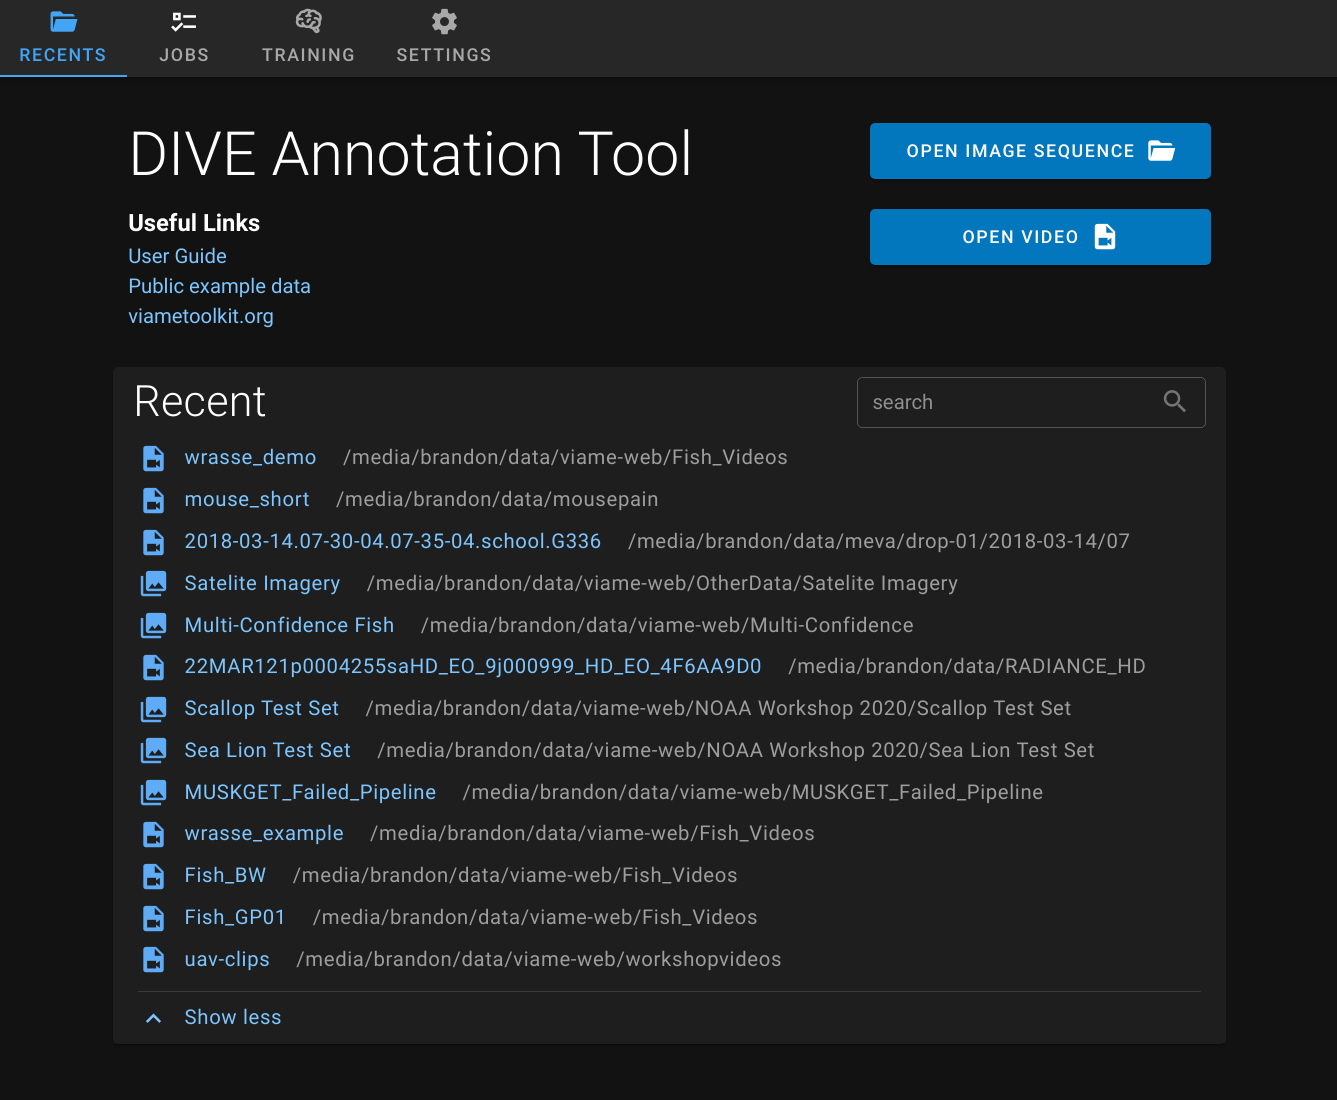 RECENTS JOBS TRAINING SETTINGS
DIVE Annotation Tool
OPEN IMAGE SEQUENCE
OPEN VIDEO
Useful Links
User Guide
Public example data
viametoolkit.org
Recent
search
wrasse_demo /media/brandon/data/viame-web/Fish_Videos
mouse_short /media/brandon/data/mousepain
2018-03-14.07-30-04.07-35-04.school.G336 /media/brandon/data/meva/drop-01/2018-03-14/07
Satelite Imagery /media/brandon/data/viame-web/OtherData/Satelite Imagery
Multi-Confidence Fish /media/brandon/data/viame-web/Multi-Confidence
22MAR121p0004255saHD_EO_9j000999_HD_EO_4F6AA9D0 /media/brandon/data/RADIANCE_HD
Scallop Test Set /media/brandon/data/viame-web/NOAA Workshop 2020/Scallop Test Set
Sea Lion Test Set /media/brandon/data/viame-web/NOAA Workshop 2020/Sea Lion Test Set
MUSKGET_Failed_Pipeline /media/brandon/data/viame-web/MUSKGET_Failed_Pipeline
wrasse_example /media/brandon/data/viame-web/Fish_Videos
Fish_BW /media/brandon/data/viame-web/Fish_Videos
Fish_GP01 /media/brandon/data/viame-web/Fish_Videos
uav-clips /media/brandon/data/viame-web/workshopvideos
Show less